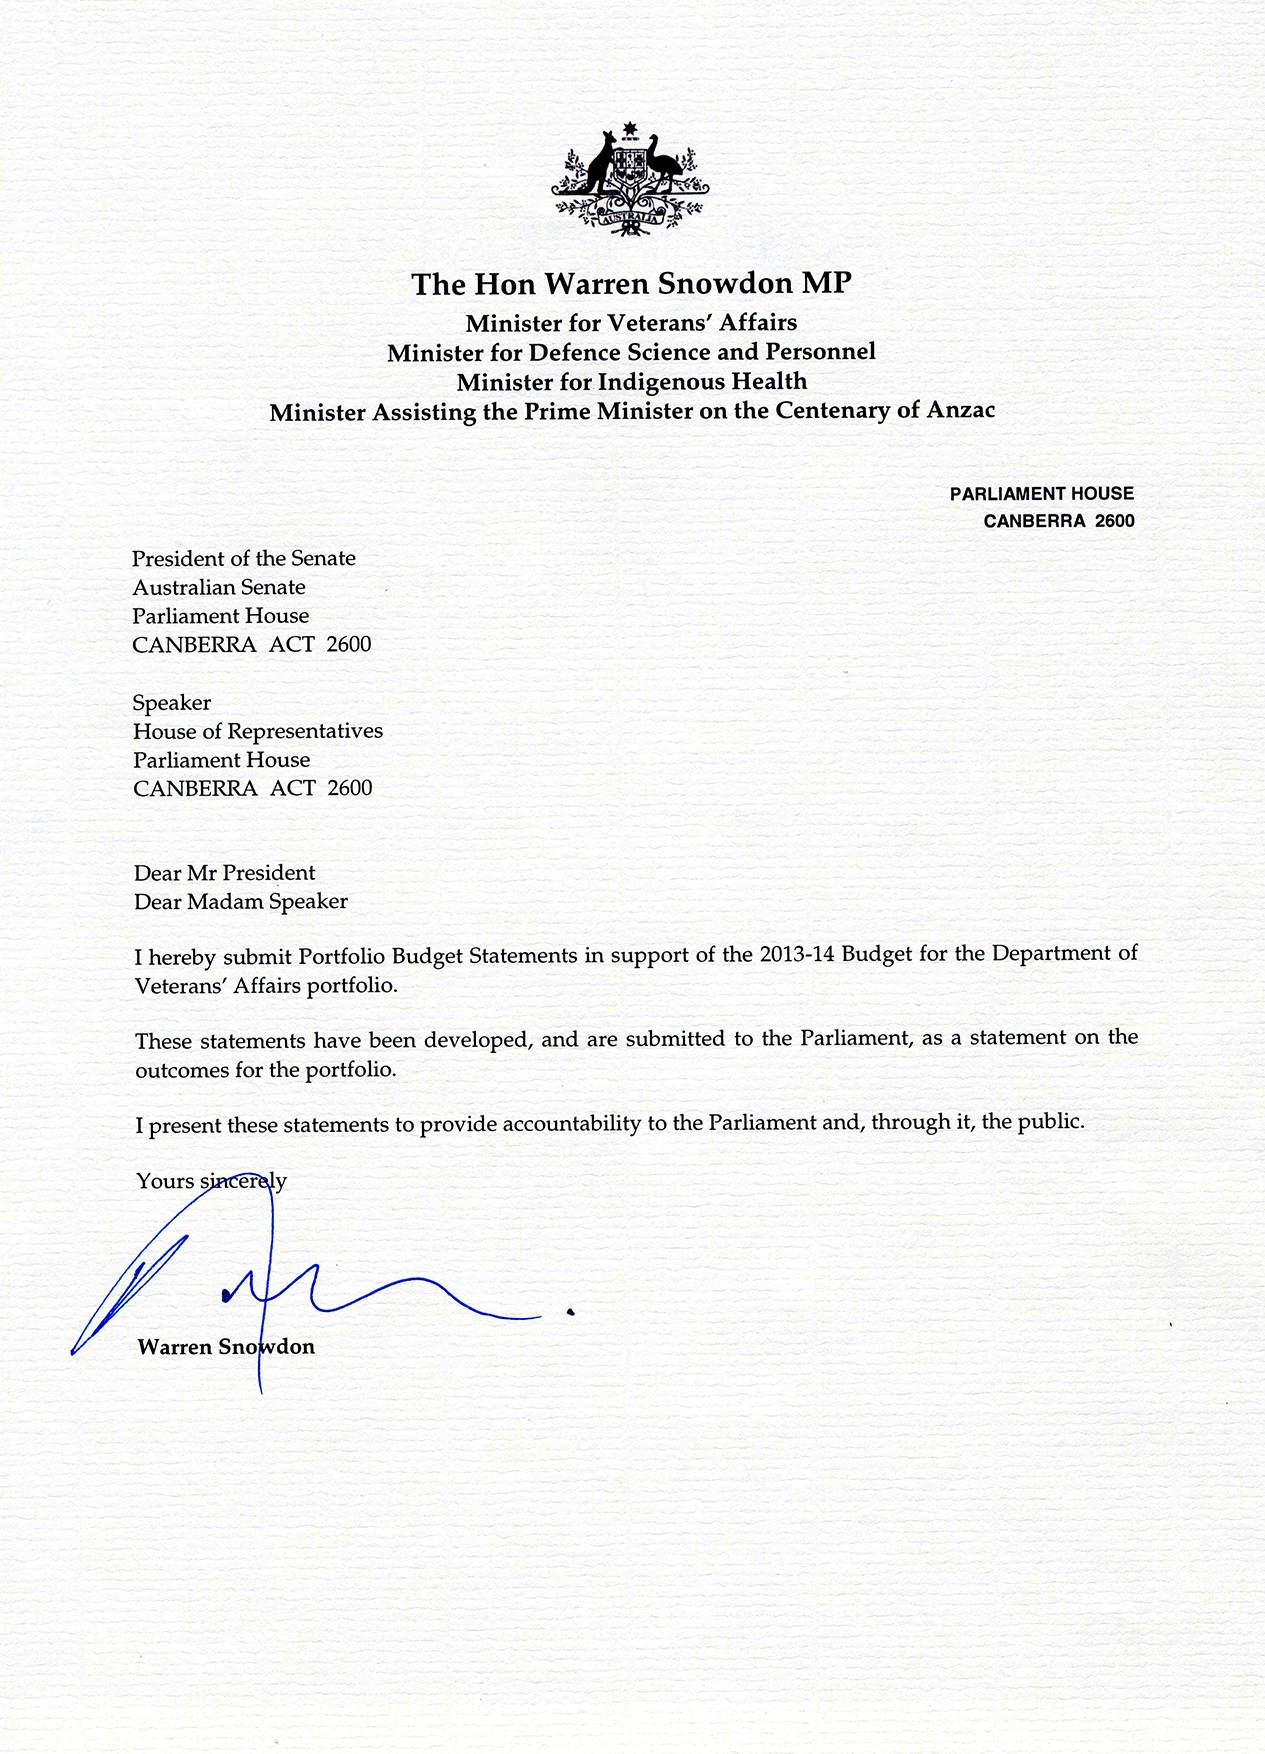 AUSTRALIA
The Hon Warren Snowdon MP
Minister for Veterans’ Affairs
Minister for Defence Science and Personnel
Minister for Indigenous Health
Minister Assisting the Prime Minister on the Centenary of Anzac
PARLIAMENT HOUSE
CANBERRA 2600
President of the Senate
Australian Senate
Parliament House
CANBERRA ACT 2600
Speaker
House of Representatives
Parliament House
CANBERRA ACT 2600
Dear Mr President
Dear Madam Speaker
I hereby submit Portfolio Budget Statements in support of the 2013-14 Budget for the Department of
Veterans’ Affairs portfolio.
These statements have been developed, and are submitted to the Parliament, as a statement on the
outcomes for the portfolio.
I present these statements to provide accountability to the Parliament and, through it, the public.
Yours sincerely
Warren Snowdon